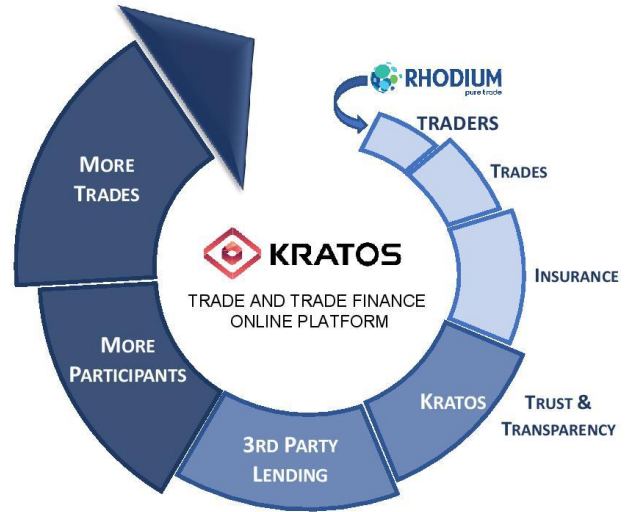 RHODIUM
pure trade
TRADERS
TRADES
INSURANCE
KRATOS
TRUST &
TRANSPARENCY
3RD PARTY
LENDING
MORE
PARTICIPANTS
MORE
TRADES
KRATOS
TRADE AND TRADE FINANCE
ONLINE PLATFORM